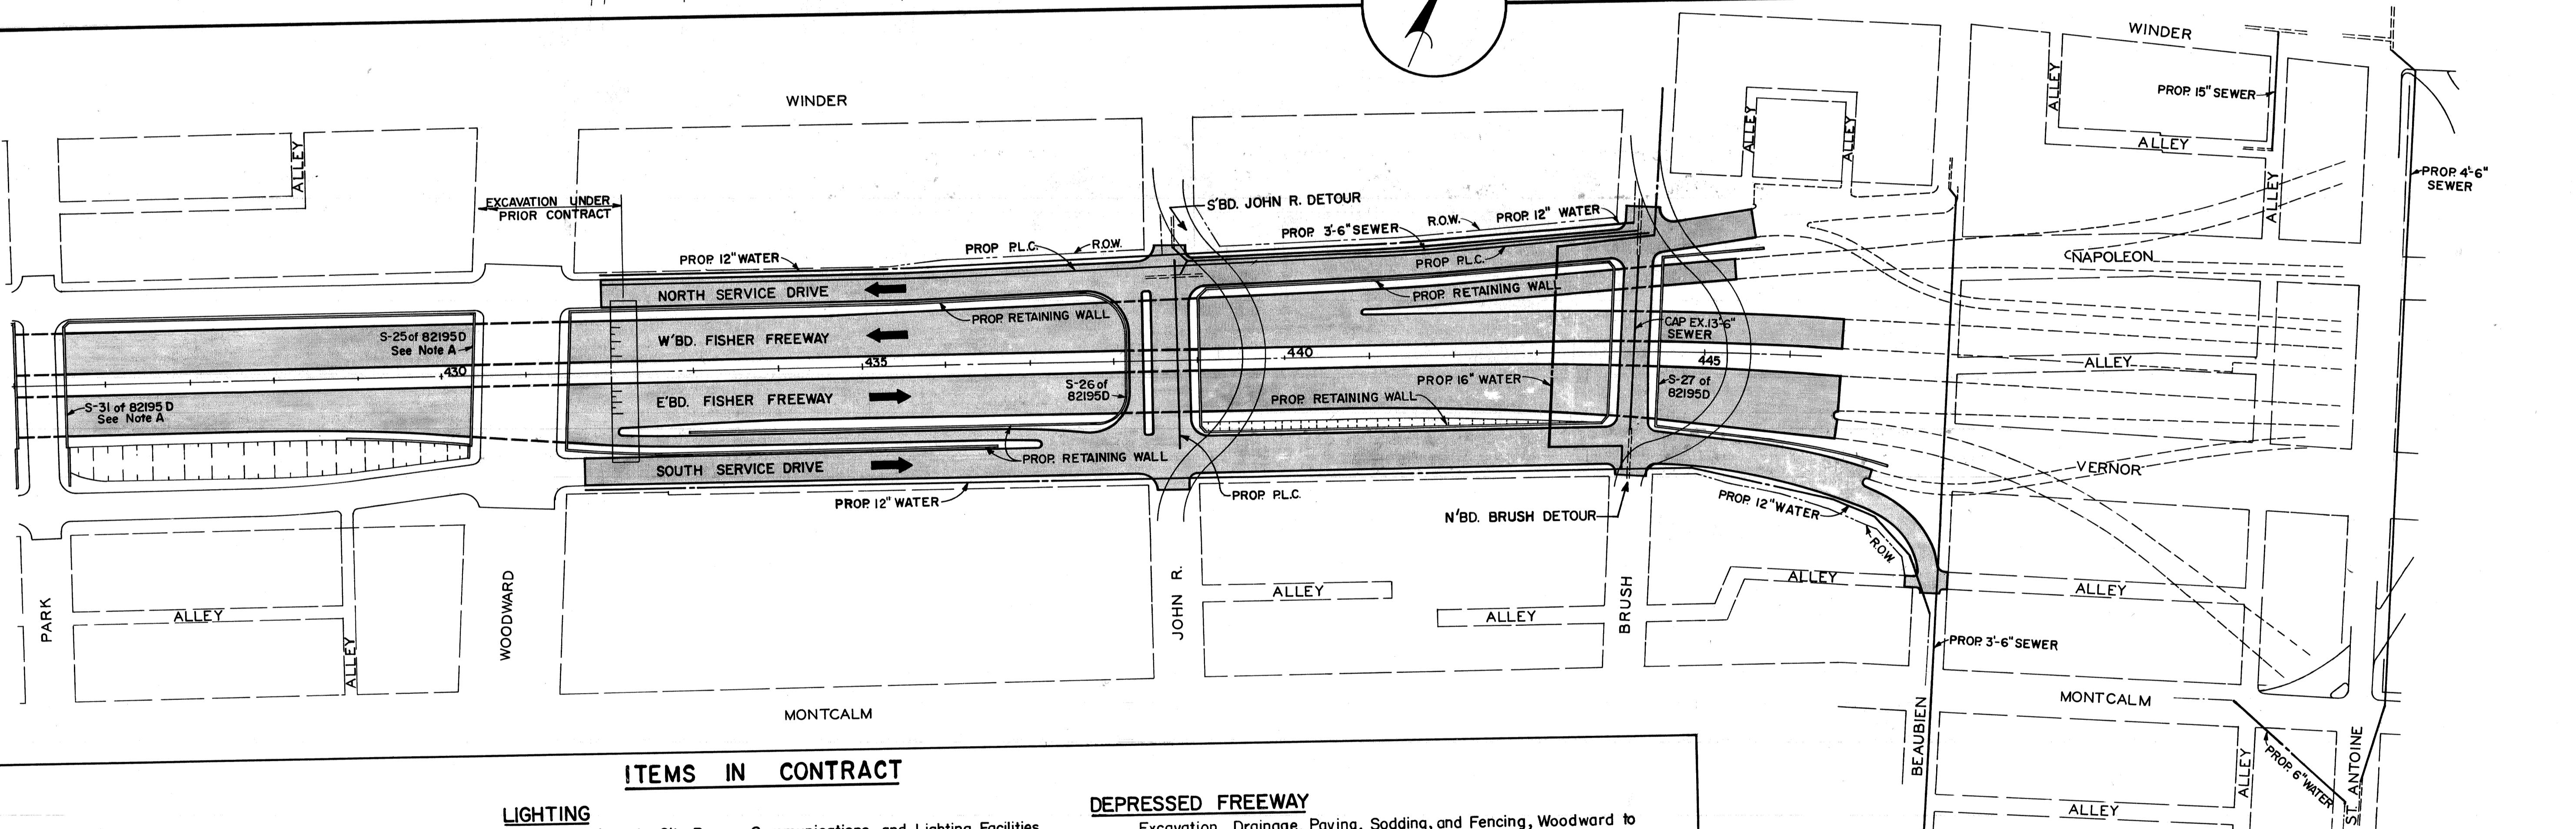 WINDER
WINDER
ALLEY
ALLEY
ALLEY
ALLEY
PROP. 15" SEWER
ALLEY
ALLEY
PROP. 4'-6"
SEWER
EXCAVATION UNDER
PRIOR CONTRACT
S'BD. JOHN R. DETOUR
PROP. 12" WATER
PROP. P.L.C.
R.O.W.
PROP. 3'-6" SEWER
R.O.W.
PROP. 12" WATER
PROP. P.L.C.
NAPOLEON
NORTH SERVICE DRIVE
PROP. RETAINING WALL
PROP. RETAINING WALL
S-25 of 82195D
See Note A
W'BD. FISHER FREEWAY
CAP EX. 13'-6"
SEWER
430
435
440
445
ALLEY
S-31 of 82195 D
See Note A
E'BD. FISHER FREEWAY
S-26 of
82195D
PROP. 16" WATER
PROP. RETAINING WALL
S-27 of
82195D
SOUTH SERVICE DRIVE
PROP. RETAINING WALL
VERNOR
PROP. 12" WATER
PROP. P.L.C.
N'BD. BRUSH DETOUR
PROP. 12" WATER
R.O.W.
PARK
ALLEY
ALLEY
WOODWARD
JOHN R.
ALLEY
ALLEY
BRUSH
ALLEY
ALLEY
PROP. 3'-6" SEWER
MONTCALM
MONTCALM
BEAUBIEN
ALLEY
ALLEY
PROP. 6" WATER
ST. ANTOINE
ITEMS IN CONTRACT
LIGHTING
and Lighting Facilities
DEPRESSED FREEWAY
Excavation, Drainage, Paving, Sodding, and Fencing, Woodward to